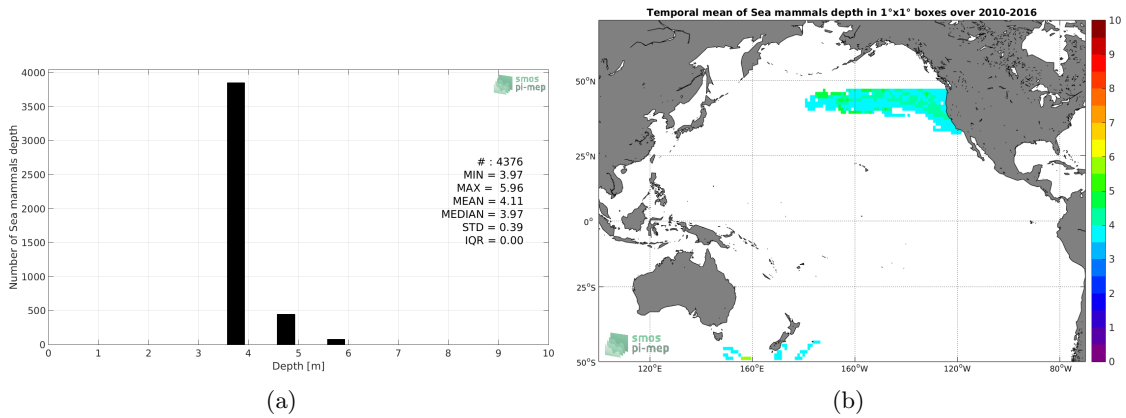 4000
3500
3000
2500
2000
1500
1000
500
0
Number of Sea mammals depth
0 1 2 3 4 5 6 7 8 9 10
Depth [m]
smos
pi-mep
# : 4376
MIN = 3.97
MAX = 5.96
MEAN = 4.11
MEDIAN = 3.97
STD = 0.39
IQR = 0.00
(a)
Temporal mean of Sea mammals depth in 1°x1° boxes over 2010-2016
50°N
25°N
0°
25°S
50°S
120°E 160°E 160°W 120°W 80°W
smos
pi-mep
10
9
8
7
6
5
4
3
2
1
0
(b)